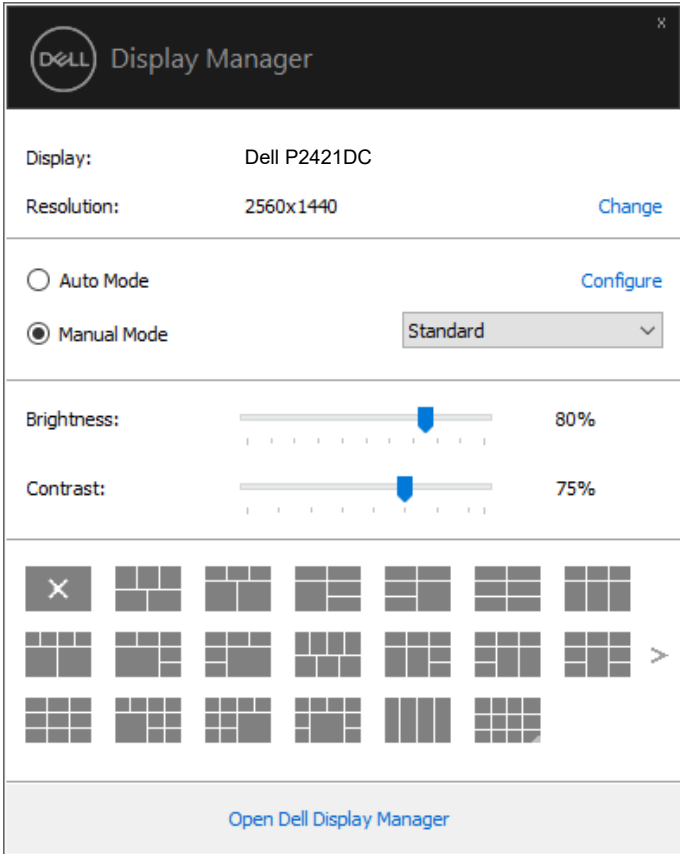 x
DELL Display Manager
Display: Dell P2421DC
Resolution: 2560x1440 Change
Auto Mode Configure
Manual Mode Standard
Brightness: 80%
Contrast: 75%
Open Dell Display Manager